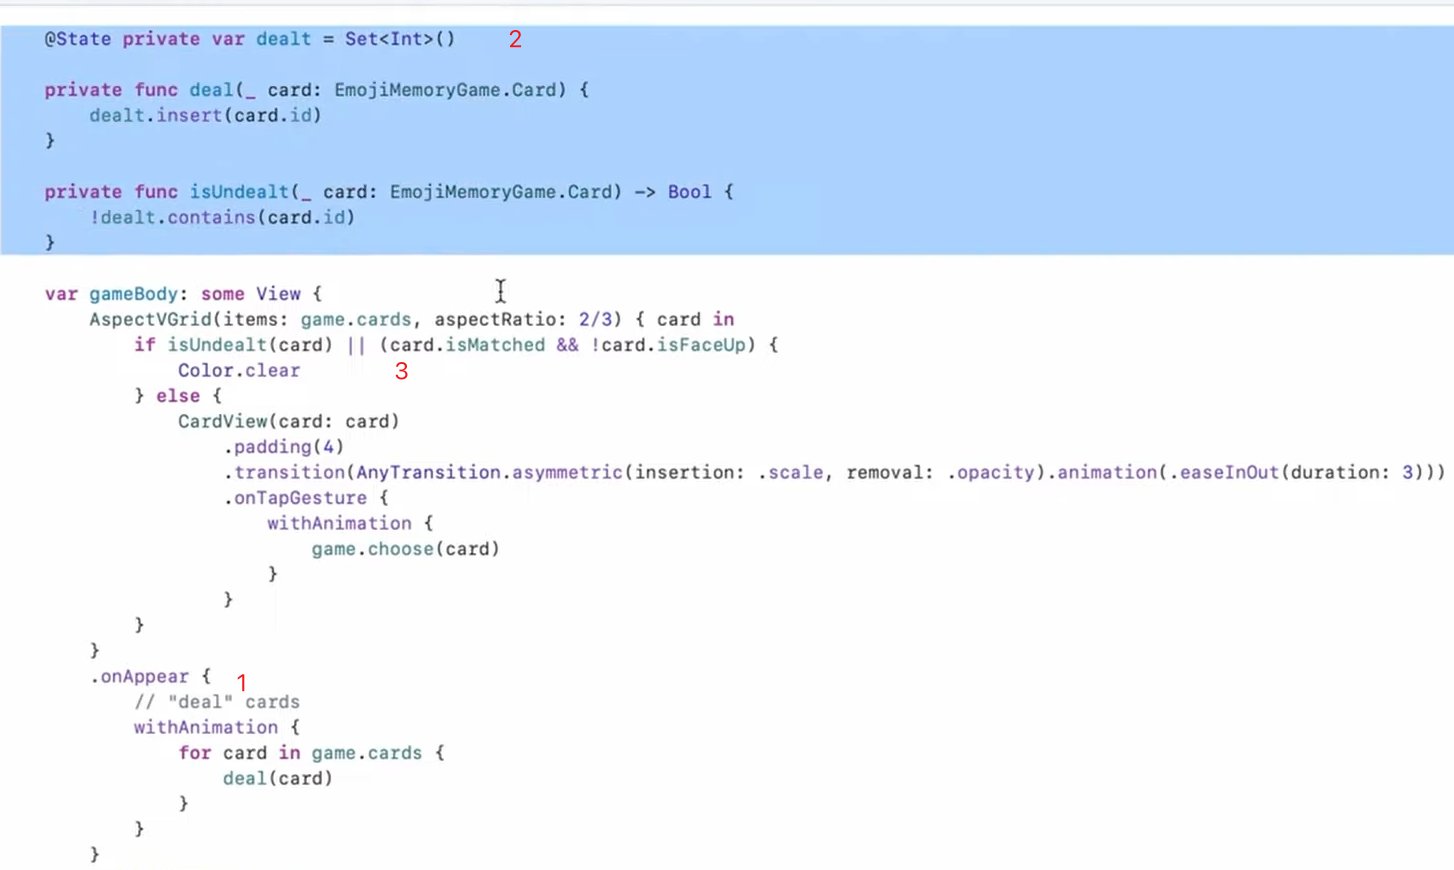 @State private var dealt = Set<Int>() 2
private func deal(_ card: EmojiMemoryGame.Card) {
dealt.insert(card.id)
}
private func isUndealt(_ card: EmojiMemoryGame.Card) -> Bool {
!dealt.contains(card.id)
}
var gameBody: some View {
AspectVGrid(items: game.cards, aspectRatio: 2/3) { card in
if isUndealt(card) || (card.isMatched && !card.isFaceUp) {
Color.clear 3
} else {
CardView(card: card)
.padding(4)
.transition(AnyTransition.asymmetric(insertion: .scale, removal: .opacity).animation(.easeInOut(duration: 3)))
.onTapGesture {
withAnimation {
game.choose(card)
}
}
}
}
.onAppear { 1
// "deal" cards
withAnimation {
for card in game.cards {
deal(card)
}
}
}